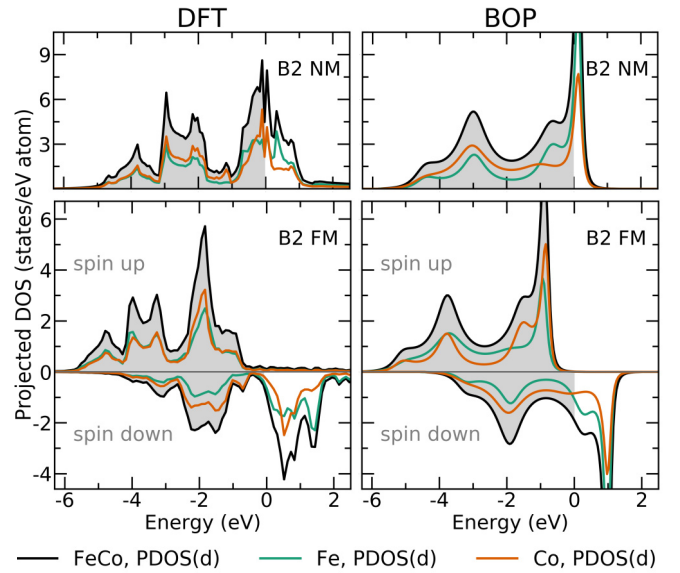 DFT BOP
Projected DOS (states/eV atom)
9
6
3
B2 NM
B2 NM
6
4
2
0
-2
-4
spin up
B2 FM
spin down
spin up
B2 FM
spin down
-6 -4 -2 0 2
-6 -4 -2 0 2
Energy (eV) Energy (eV)
FeCo, PDOS(d) Fe, PDOS(d) Co, PDOS(d)